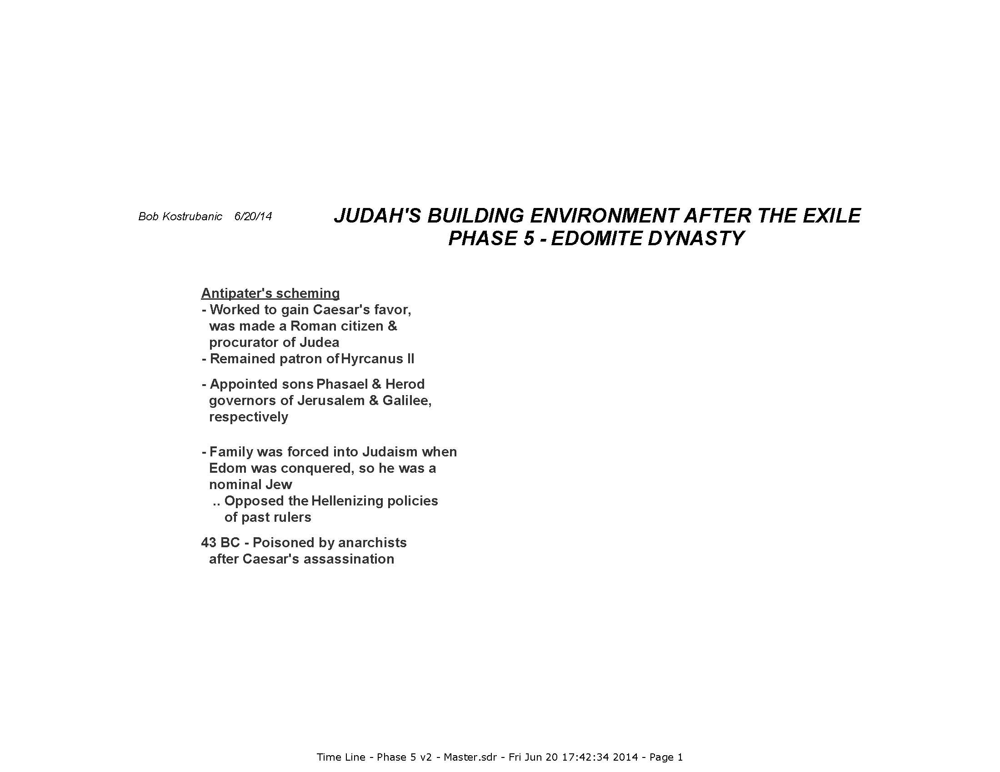 Bob Kostrubanic 6/20/14
JUDAH'S BUILDING ENVIRONMENT AFTER THE EXILE
PHASE 5 - EDOMITE DYNASTY
Antipater's scheming
- Worked to gain Caesar's favor,
was made a Roman citizen &
procurator of Judea
- Remained patron of Hyrcanus II
- Appointed sons Phasael & Herod
governors of Jerusalem & Galilee,
respectively
- Family was forced into Judaism when
Edom was conquered, so he was a
nominal Jew
.. Opposed the Hellenizing policies
of past rulers
43 BC - Poisoned by anarchists
after Caesar's assassination
Time Line - Phase 5 v2 - Master.sdr - Fri Jun 20 17:42:34 2014 - Page 1